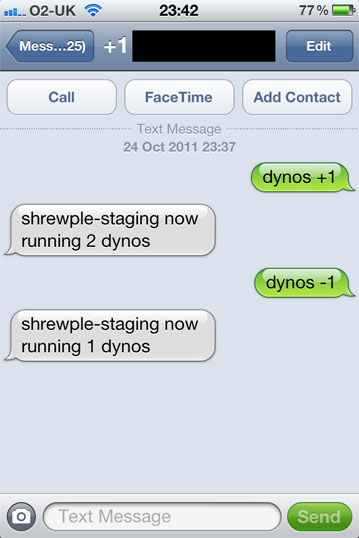 O2-UK 23:42 77%
Mess...25) +1 Edit
Call FaceTime Add Contact
Text Message
24 Oct 2011 23:37
dynos +1
shrewple-staging now
running 2 dynos
dynos -1
shrewple-staging now
running 1 dynos
Text Message Send